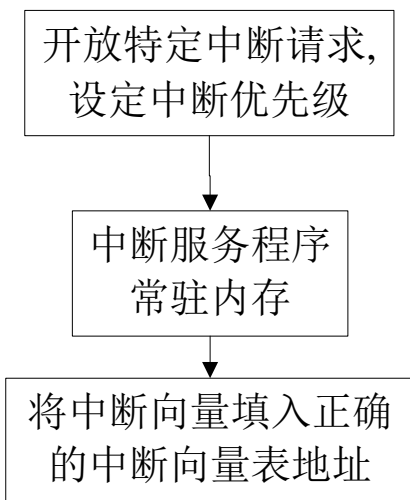 开放特定中断请求,
设定中断优先级
中断服务程序
常驻内存
将中断向量填入正确
的中断向量表地址